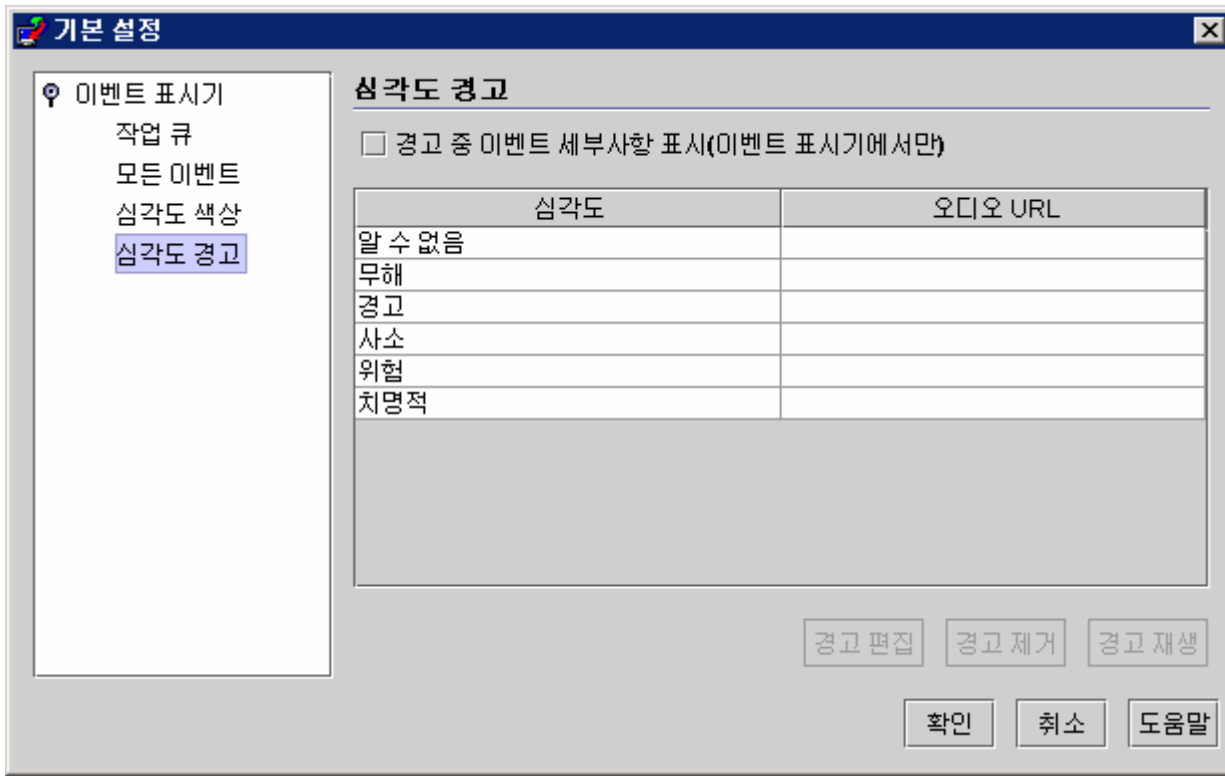 기본 설정
이벤트 표시기
작업 큐
모든 이벤트
심각도 색상
심각도 경고
심각도 경고
경고 중 이벤트 세부사항 표시(이벤트 표시기에서만)
심각도 오디오 URL
알 수 없음
무해
경고
사소
위험
치명적
경고 편집 경고 제거 경고 재생
확인 취소 도움말